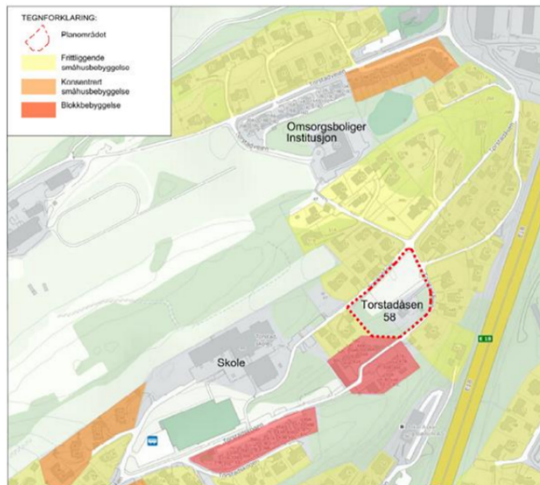 TEGNFORKLARING:
Planområdet
Frittliggende
småhusbebyggelse
Konsentrert
småhusbebyggelse
Blokkbebyggelse
Omsorgsboliger
Institusjon
Torstadåsen
58
E 18
Skole